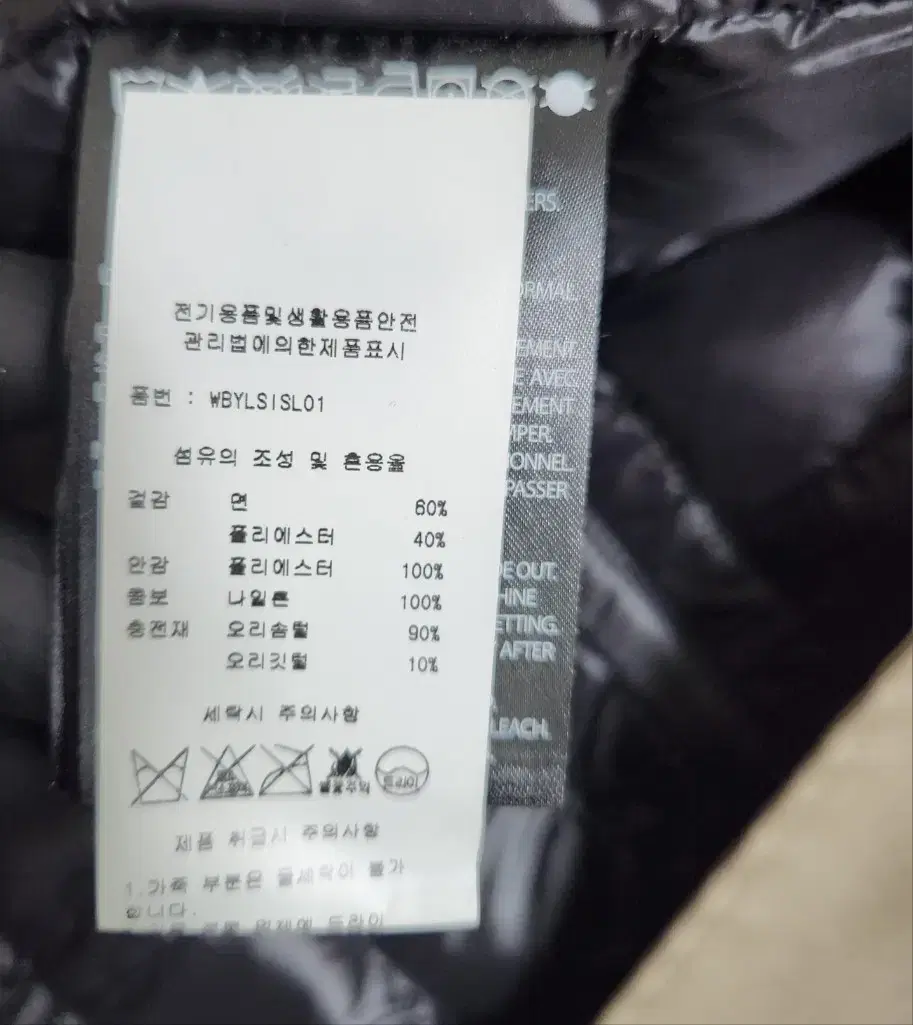 전기용품및생활용품안전
관리법에의한제품표시
품번 : WBYLSISL01
섬유의 조성 및 혼용율
겉감 면 60%
폴리에스터 40%
안감 폴리에스터 100%
콤보 나일론 100%
충전재 오리솜털 90%
오리깃털 10%
세탁시 주의사항
드라이
제품 취급시 주의사항
1.가죽 부분은 물세탁이 불가
합니다.
ERS.
ORMAL
EMENT
E AVEC
EMENT
MPER.
ONNEL.
PASSER
E OUT.
HINE
ETTING.
AFTER
LEACH.